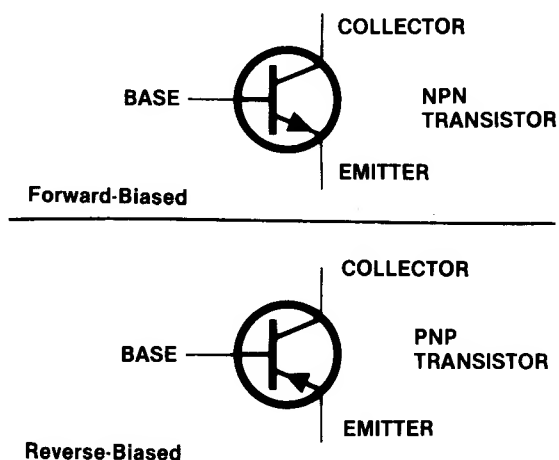 COLLECTOR
BASE
NPN
TRANSISTOR
EMITTER
Forward-Biased
COLLECTOR
BASE
PNP
TRANSISTOR
EMITTER
Reverse-Biased